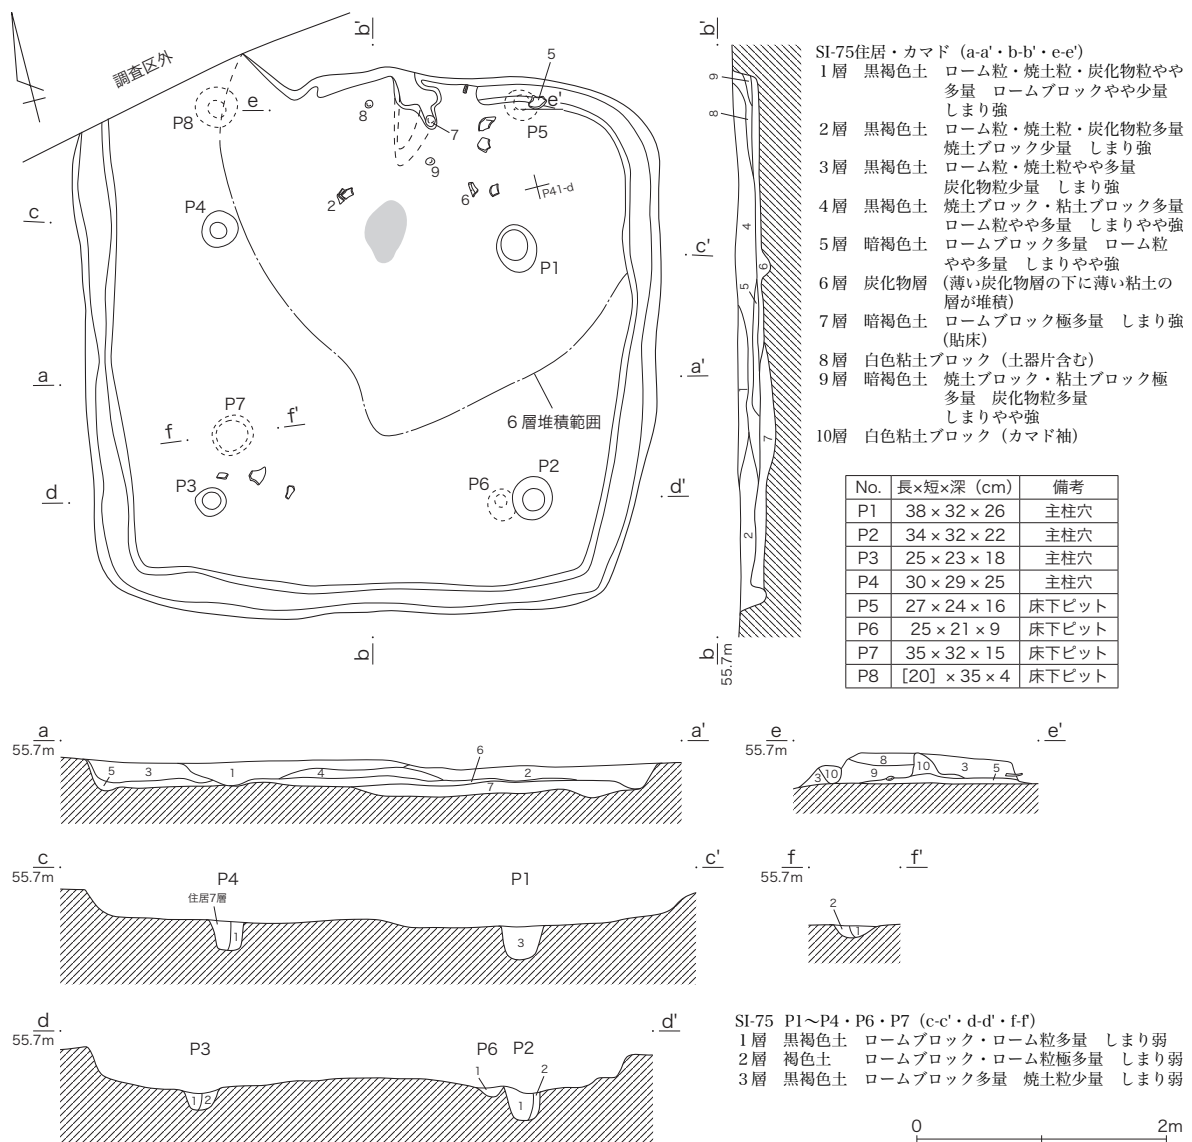 調査区外
b'
5
e
e'
P8
8
7
P5
9
P41-d
6
2
P4
c
P1
c'
a
a'
P7
f
f'
6層堆積範囲
P3
P6
P2
d
d'
b
b'
9
8
4
6
5
1
7
2
b
55.7m
SI-75住居・カマド（a-a'・b-b'・e-e'）
1層 黒褐色土 ローム粒・焼土粒・炭化物粒やや
多量 ロームブロックやや少量
しまり強
2層 黒褐色土 ローム粒・焼土粒・炭化物粒多量
焼土ブロック少量 しまり強
3層 黒褐色土 ローム粒・焼土粒やや多量
炭化物粒少量 しまり強
4層 黒褐色土 焼土ブロック・粘土ブロック多量
ローム粒やや多量 しまりやや強
5層 暗褐色土 ロームブロック多量 ローム粒
やや多量 しまりやや強
6層 炭化物層 (薄い炭化物層の下に薄い粘土の
層が堆積)
7層 暗褐色土 ロームブロック極多量 しまり強
(貼床)
8層 白色粘土ブロック（土器片含む）
9層 暗褐色土 焼土ブロック・粘土ブロック極
多量 炭化物粒多量
しまりやや強
10層 白色粘土ブロック（カマド袖）
No. 長×短×深（cm） 備考
P1 38×32×26 主柱穴
P2 34×32×22 主柱穴
P3 25×23×18 主柱穴
P4 30×29×25 主柱穴
P5 27×24×16 床下ピット
P6 25×21×9 床下ピット
P7 35×32×15 床下ピット
P8 [20]×35×4 床下ピット
a
55.7m
a'
5 3 1 4 6 2 7
e
55.7m
e'
3 10 8 9 10 3 5
c
55.7m
c'
P4
住居7層
1
P1
3
f
55.7m
f'
2
1
d
55.7m
d'
P3
1 2
P6
1
P2
2
1
SI-75 P1～P4・P6・P7（c-c'・d-d'・f-f'）
1層 黒褐色土 ロームブロック・ローム粒多量 しまり弱
2層 褐色土 ロームブロック・ローム粒極多量 しまり弱
3層 黒褐色土 ロームブロック多量 焼土粒少量 しまり弱
0 2m